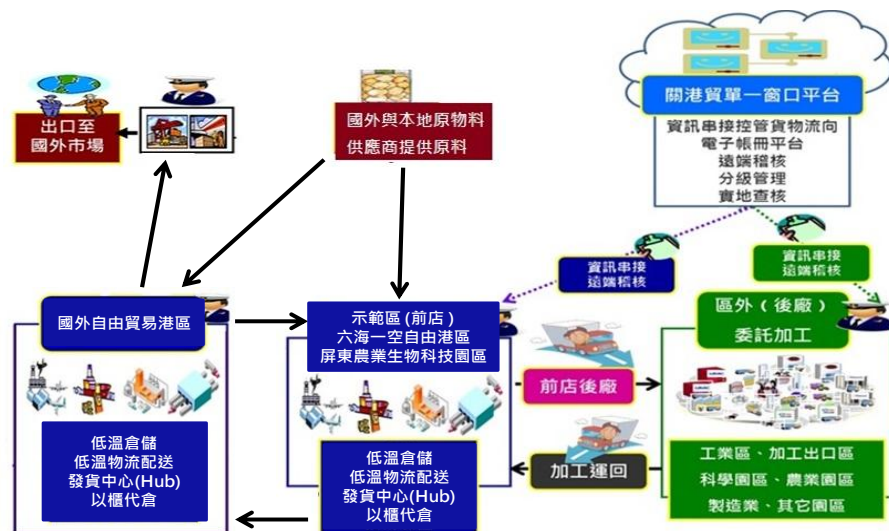 出口至
國外市場
國外與本地原物料
供應商提供原料
關港貿單一窗口平台
資訊串接控管貨物流向
電子帳冊平台
遠端稽核
分級管理
實地查核
資訊串接
遠端稽核
資訊串接
遠端稽核
國外自由貿易港區
示範區(前店)
六海一空自由港區
屏東農業生物科技園區
區外(後廠)
委託加工
前店後廠
低溫倉儲
低溫物流配送
發貨中心(Hub)
以櫃代倉
低溫倉儲
低溫物流配送
發貨中心(Hub)
以櫃代倉
加工運回
工業區、加工出口區
科學園區、農業園區
製造業、其它園區